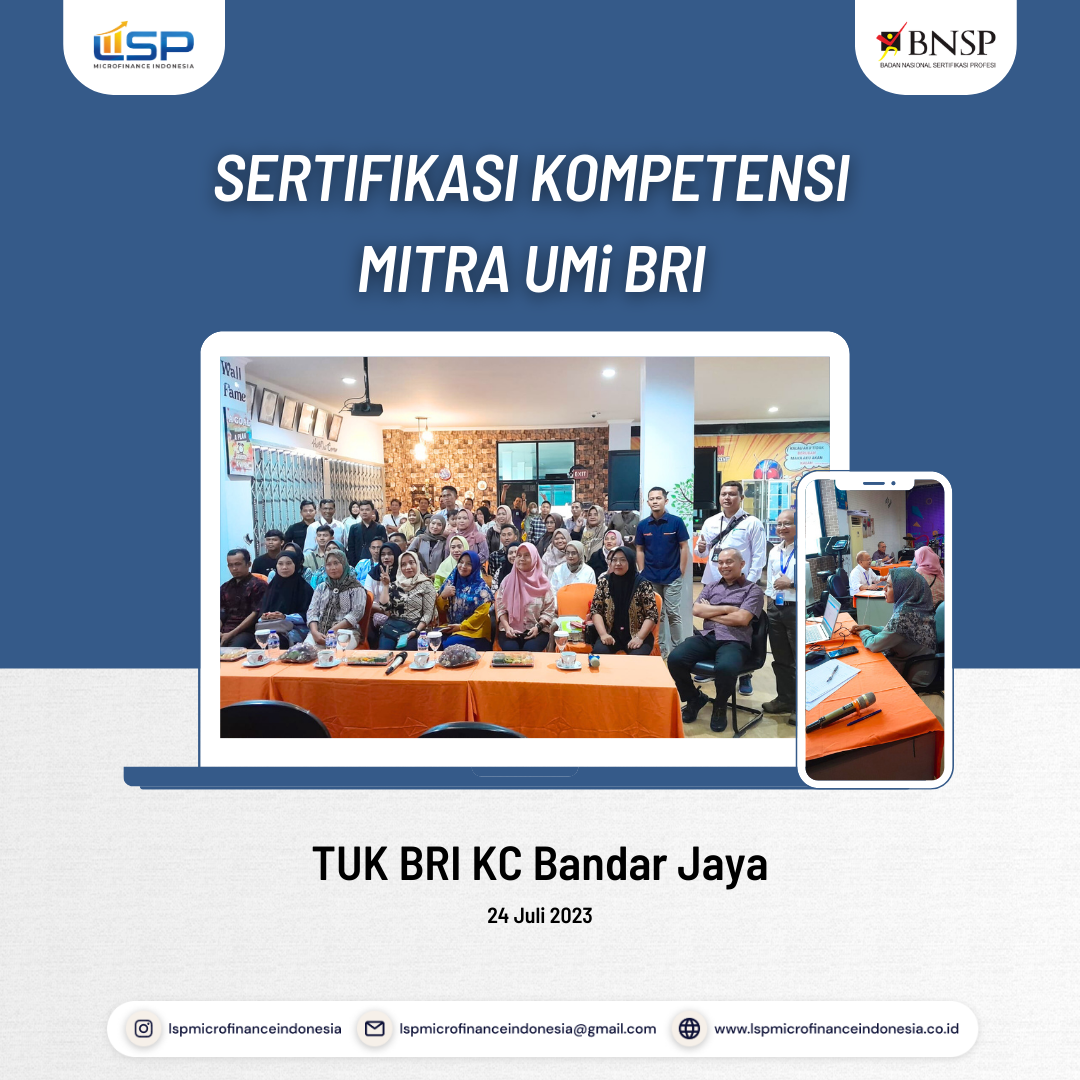 LSP
MICROFINANCE INDONESIA
BNSP
BADAN NASIONAL SERTIFIKASI PROFESI
SERTIFIKASI KOMPETENSI
MITRA UMi BRI
Wall
Fame
EXIT
TUK BRI KC Bandar Jaya
24 Juli 2023
lspmicrofinanceindonesia
lspmicrofinanceindonesia@gmail.com
www.lspmicrofinanceindonesia.co.id